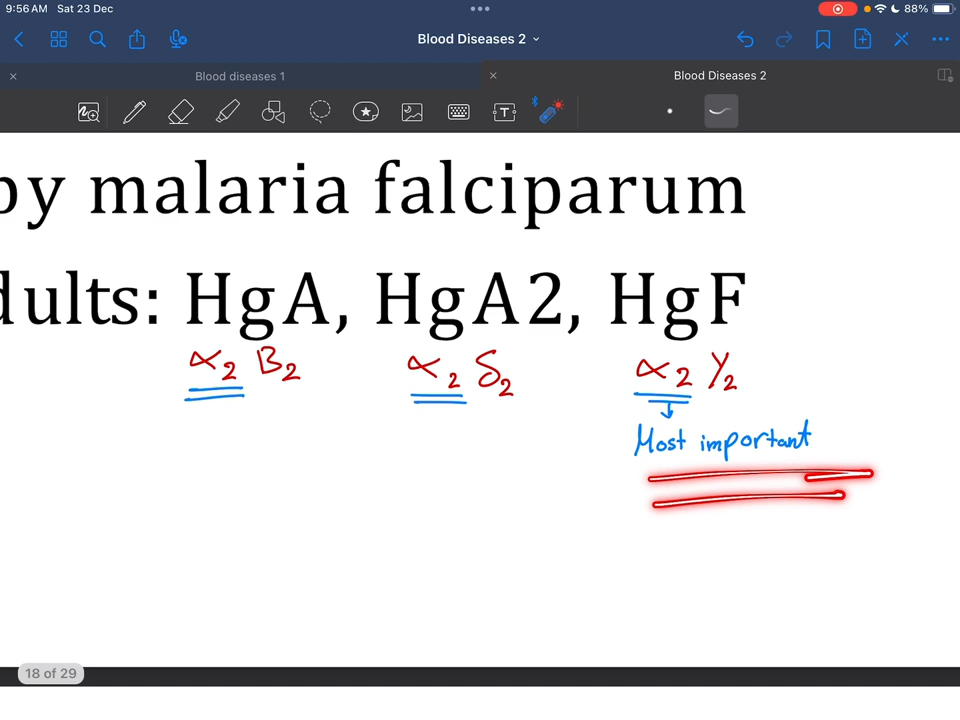 9:56 AM Sat 23 Dec
88%
Blood Diseases 2
Blood diseases 1
Blood Diseases 2
T
by malaria falciparum
dults: HgA, HgA2, HgF
α2 B2 α2 δ2 α2 γ2
Most important
18 of 29